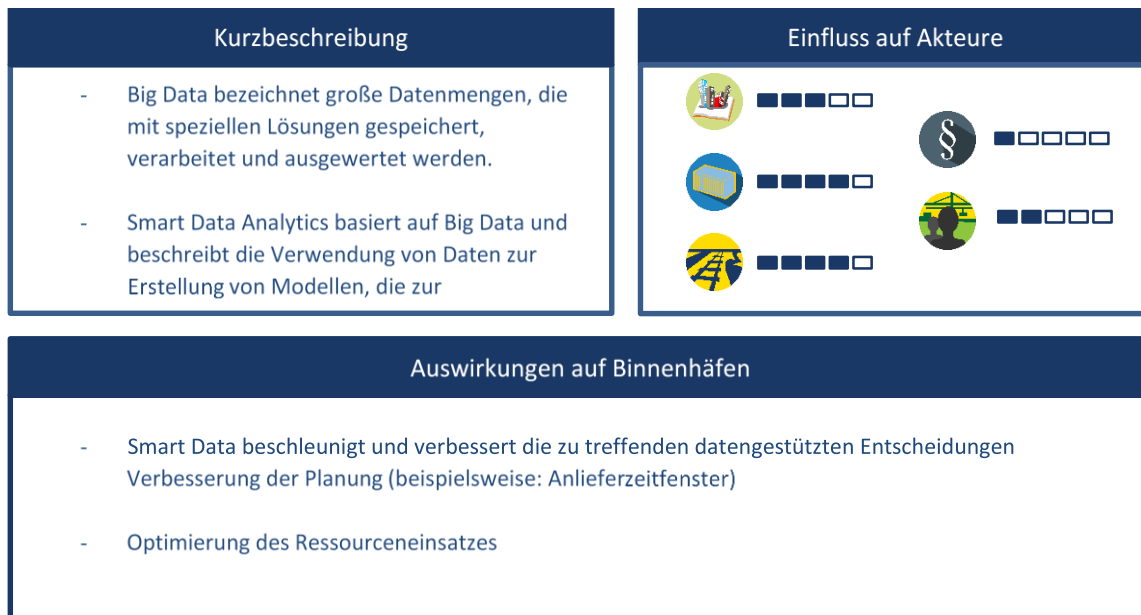 Kurzbeschreibung
- Big Data bezeichnet große Datenmengen, die
mit speziellen Lösungen gespeichert,
verarbeitet und ausgewertet werden.
- Smart Data Analytics basiert auf Big Data und
beschreibt die Verwendung von Daten zur
Erstellung von Modellen, die zur
Einfluss auf Akteure
§
Auswirkungen auf Binnenhäfen
- Smart Data beschleunigt und verbessert die zu treffenden datengestützten Entscheidungen
Verbesserung der Planung (beispielsweise: Anlieferzeitfenster)
- Optimierung des Ressourceneinsatzes